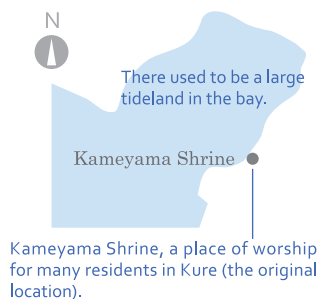 N
There used to be a large
tideland in the bay.
Kameyama Shrine
Kameyama Shrine, a place of worship
for many residents in Kure (the original
location).